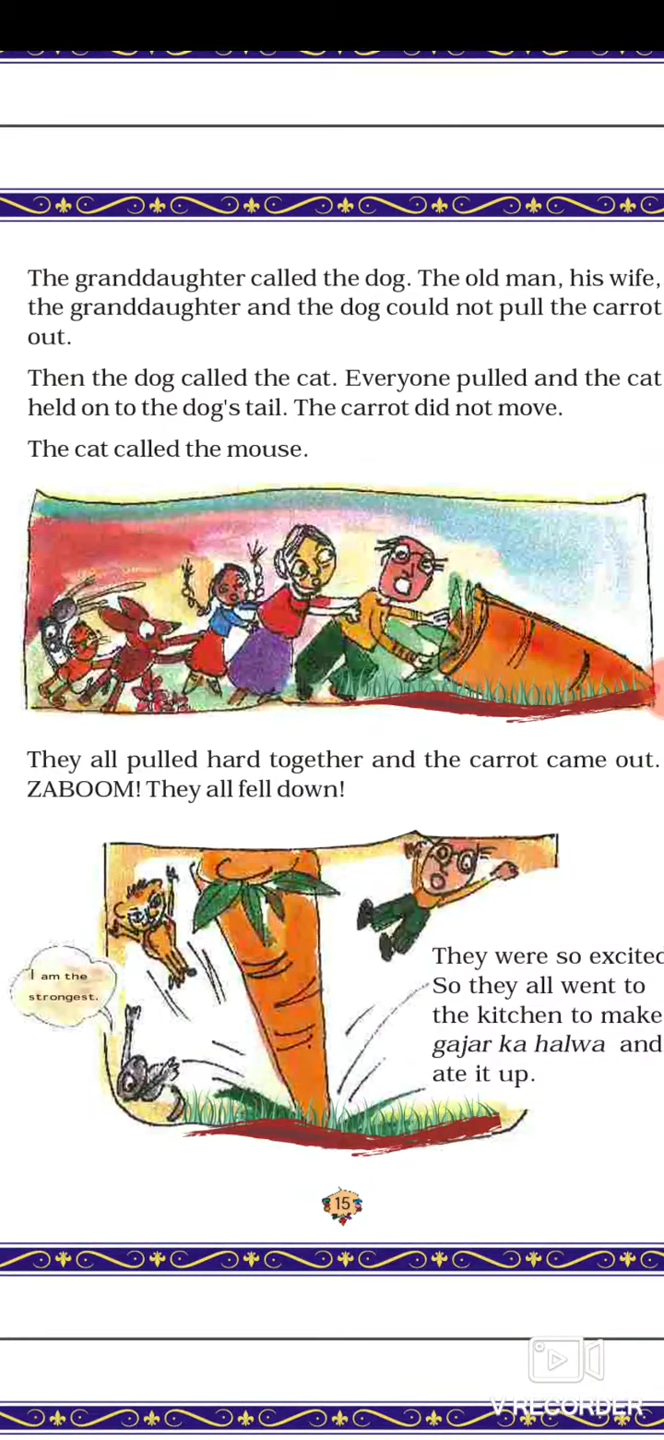 The granddaughter called the dog. The old man, his wife,
the granddaughter and the dog could not pull the carrot
out.
Then the dog called the cat. Everyone pulled and the cat
held on to the dog's tail. The carrot did not move.
The cat called the mouse.
They all pulled hard together and the carrot came out.
ZABOOM! They all fell down!
I am the
strongest.
They were so excited
So they all went to
the kitchen to make
gajar ka halwa and
ate it up.
15
V RECORDER